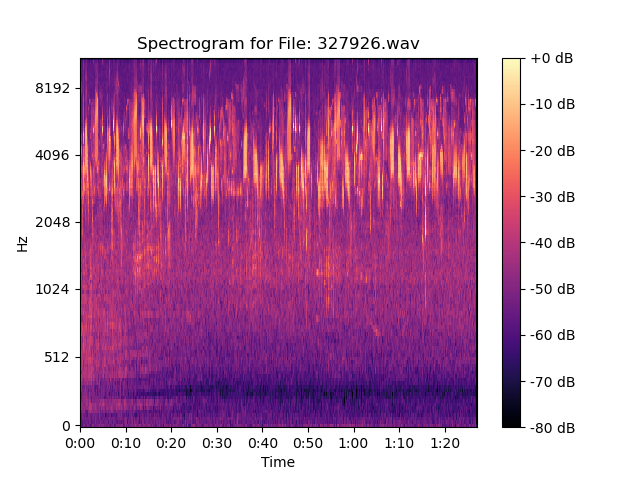 Spectrogram for File: 327926.wav
+0 dB
8192
-10 dB
4096
-20 dB
-30 dB
2048
Hz
-40 dB
1024
-50 dB
512
-60 dB
-70 dB
0
-80 dB
0:00 0:10 0:20 0:30 0:40 0:50 1:00 1:10 1:20
Time